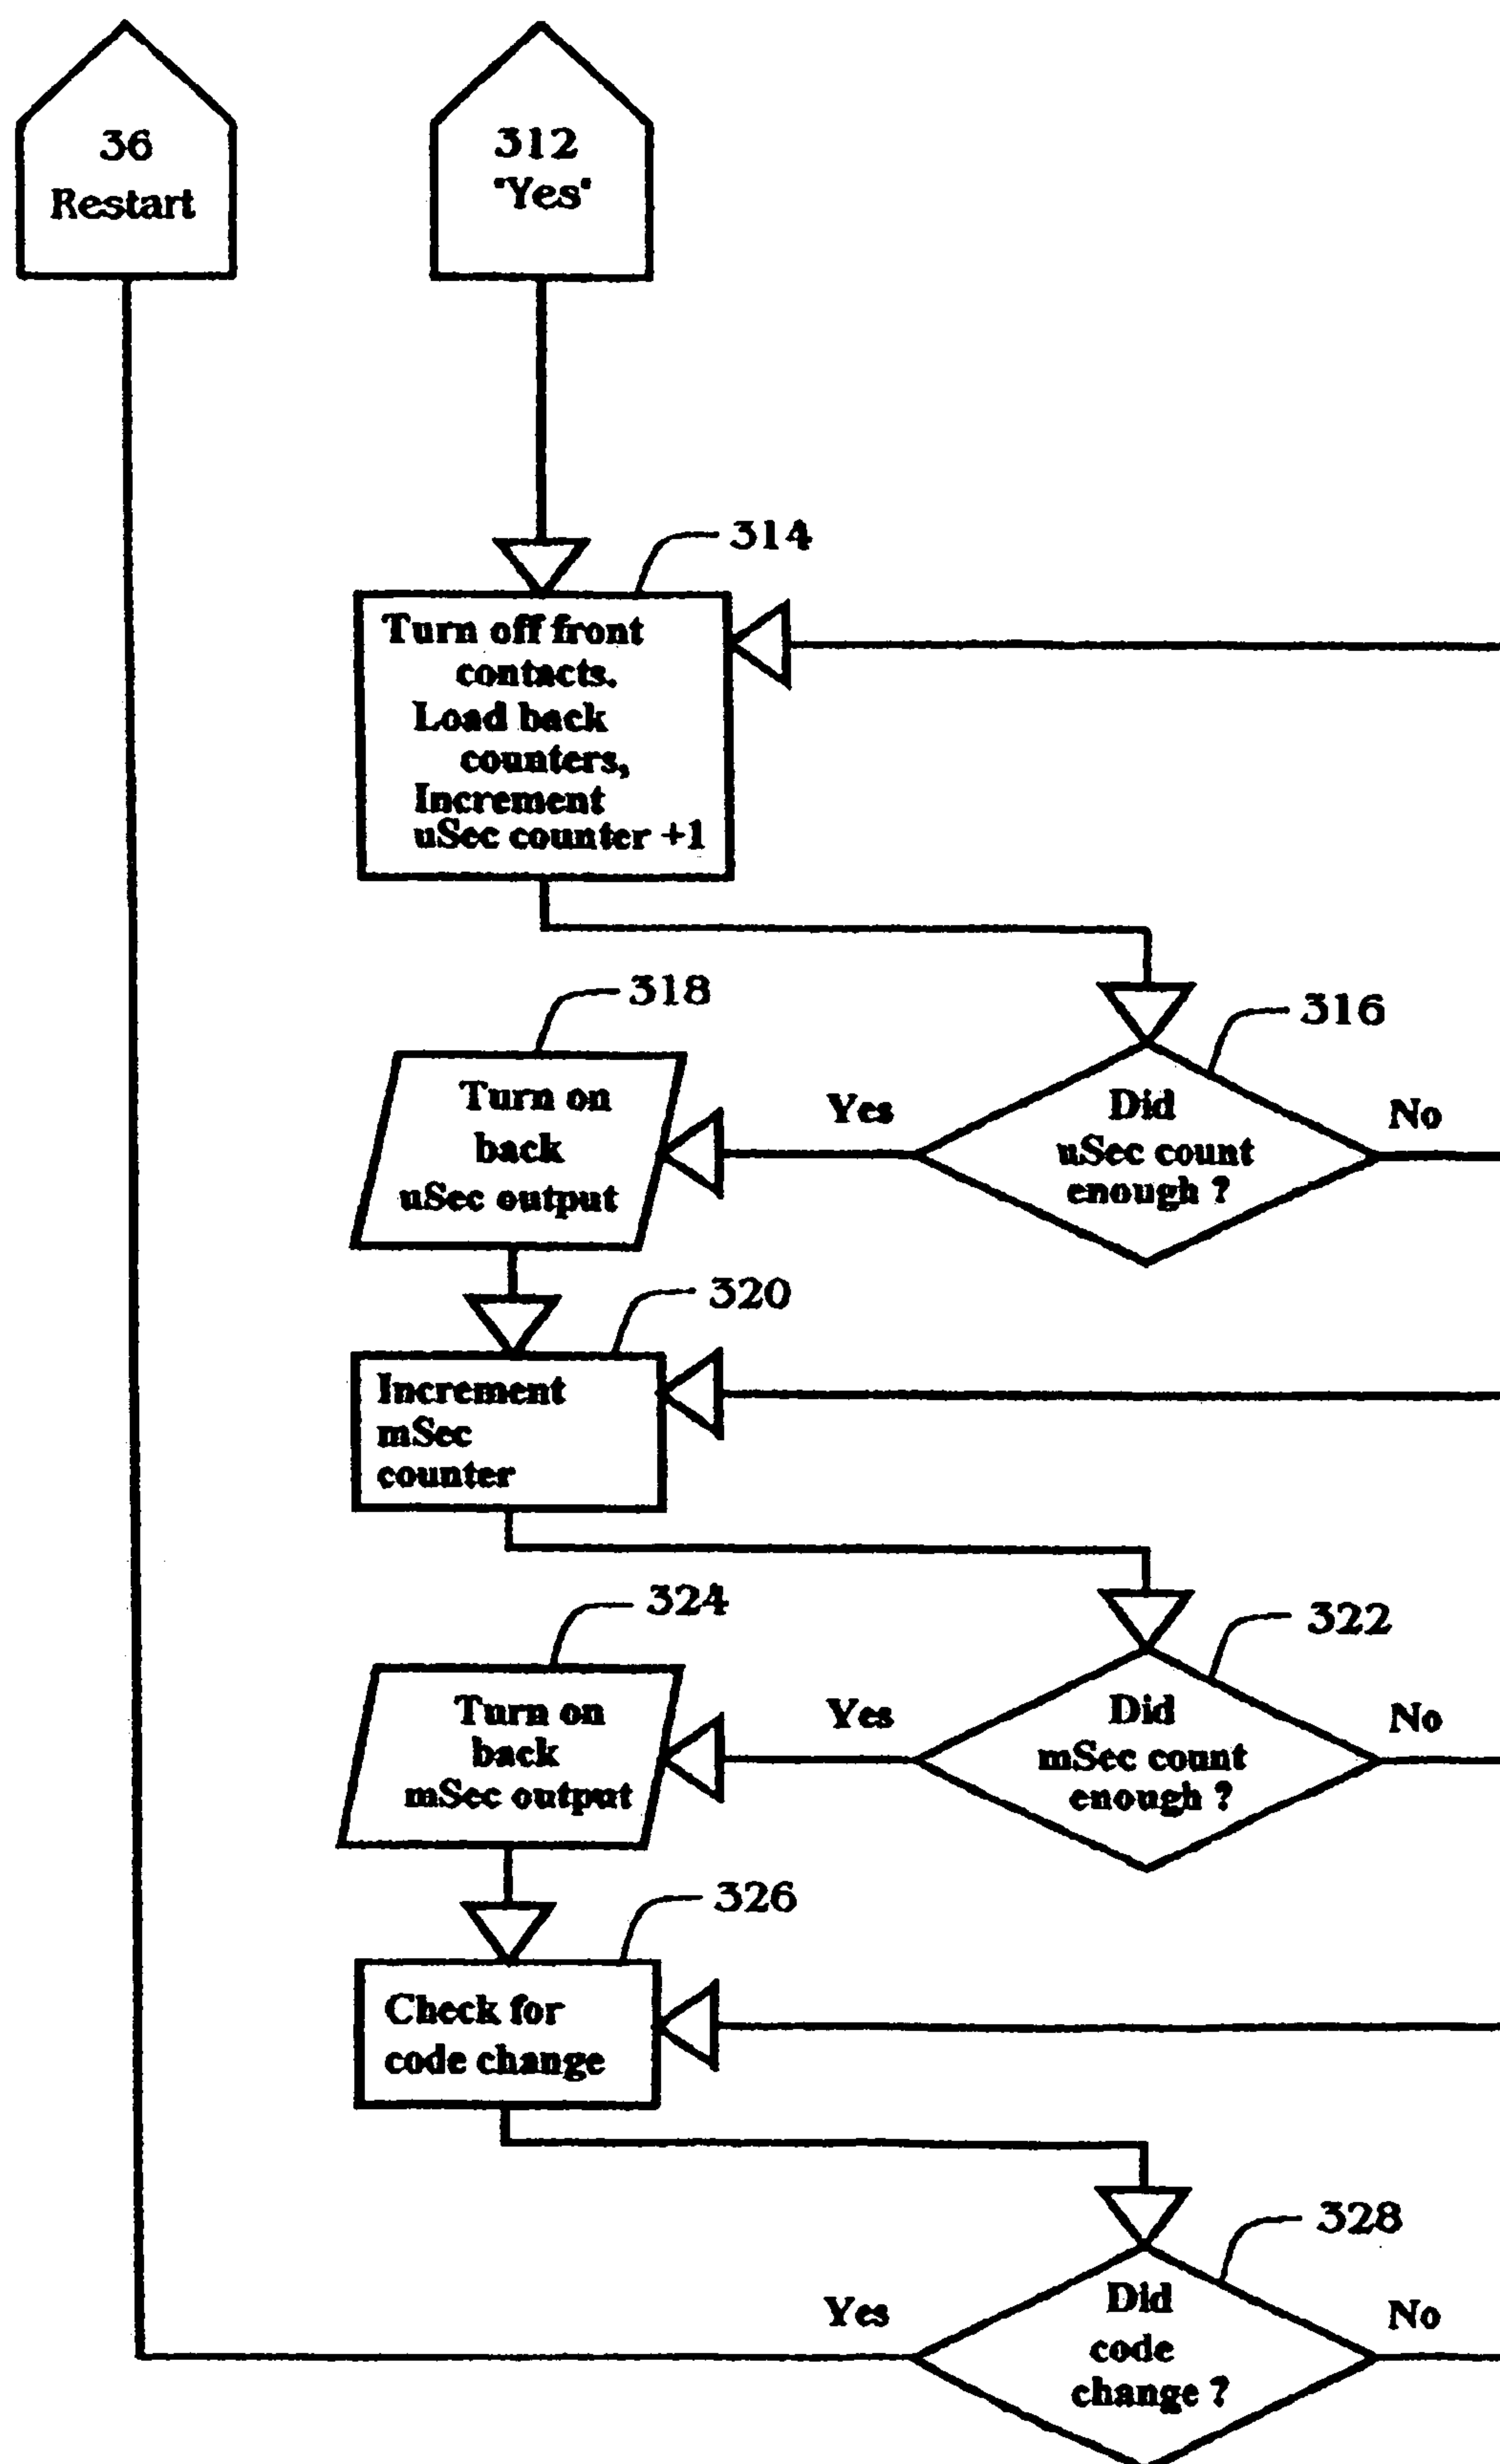 36
Restart
312
"Yes"
314
Turn off front
contacts.
Load back
counters,
Increment
uSec counter +1
318
Turn on
back
uSec output
316
Yes
Did
uSec count
enough ?
No
320
Increment
mSec
counter
324
Turn on
back
mSec output
322
Yes
Did
mSec count
enough ?
No
326
Check for
code change
328
Yes
Did
code
change ?
No